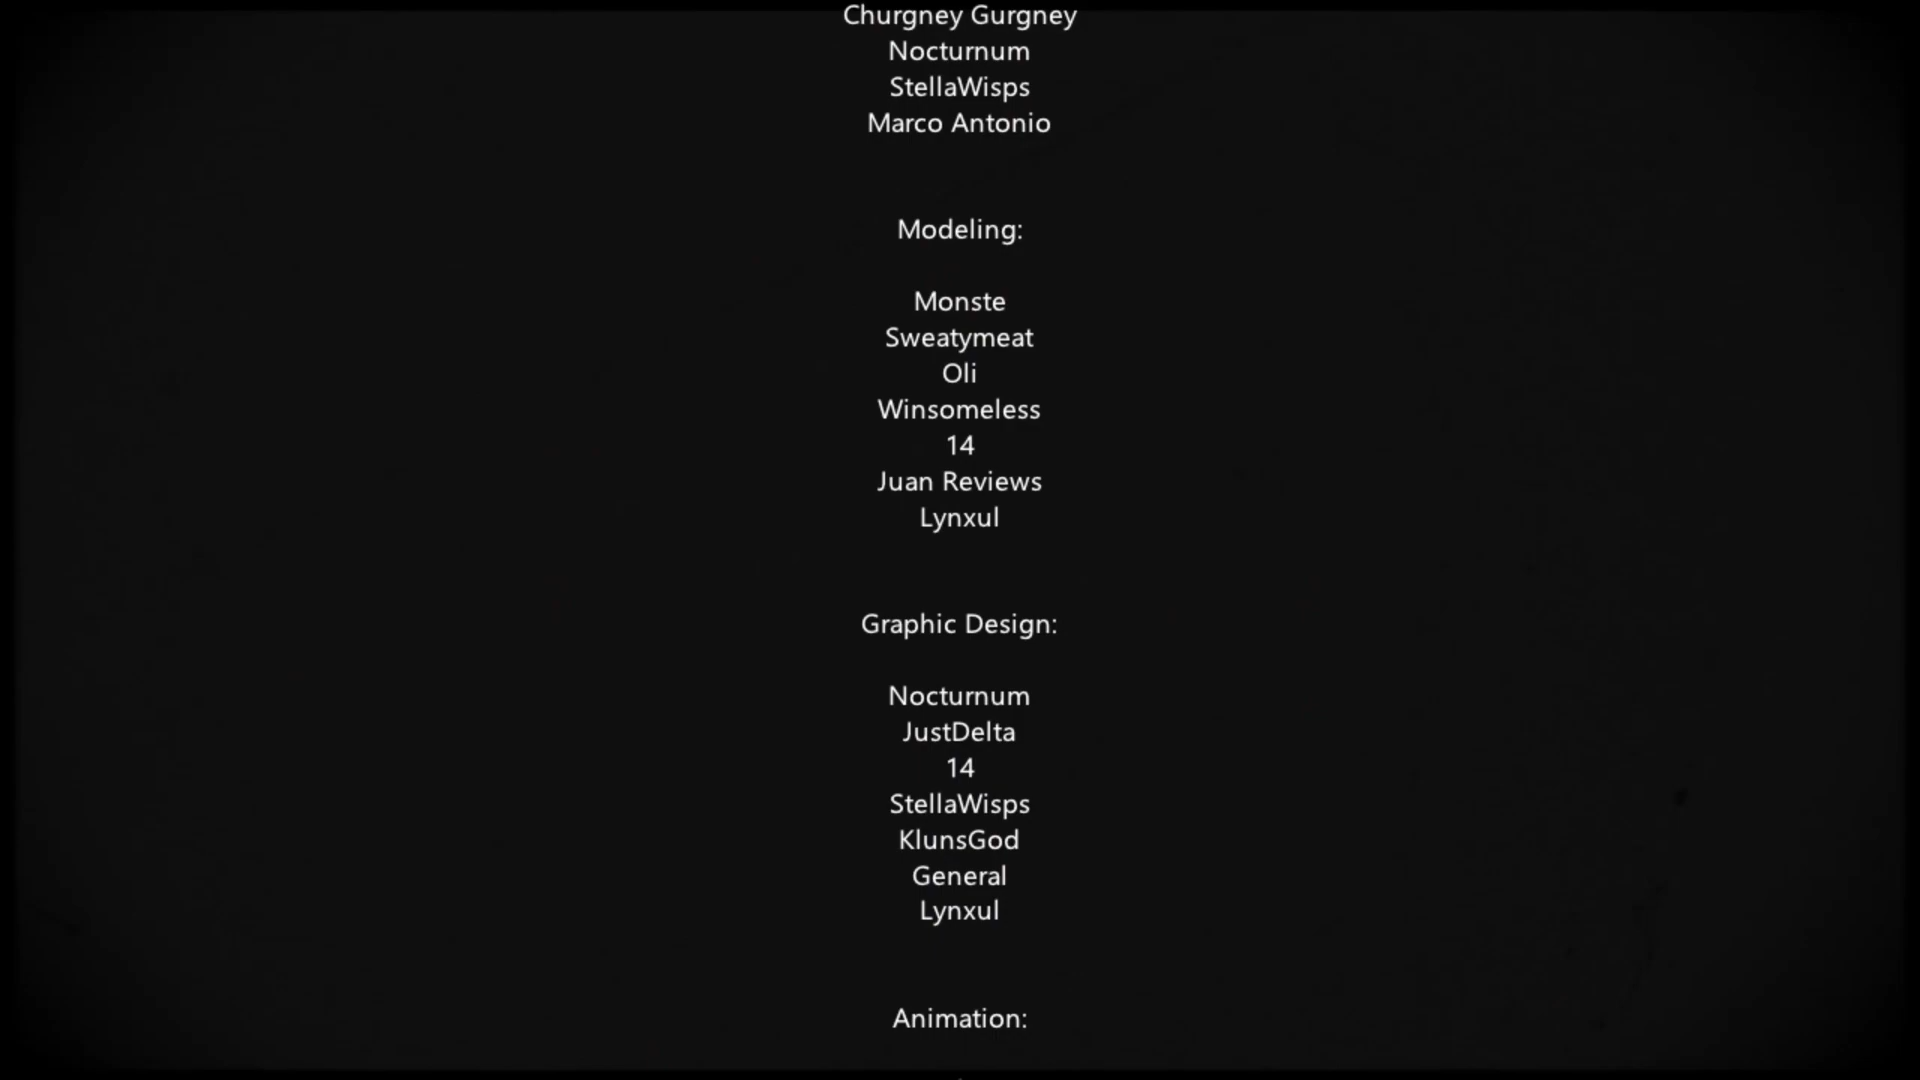 Churgney Gurgney
Nocturnum
StellaWisps
Marco Antonio
Modeling:
Monste
Sweatymeat
Oli
Winsomeless
14
Juan Reviews
Lynxul
Graphic Design:
Nocturnum
JustDelta
14
StellaWisps
KlunsGod
General
Lynxul
Animation: